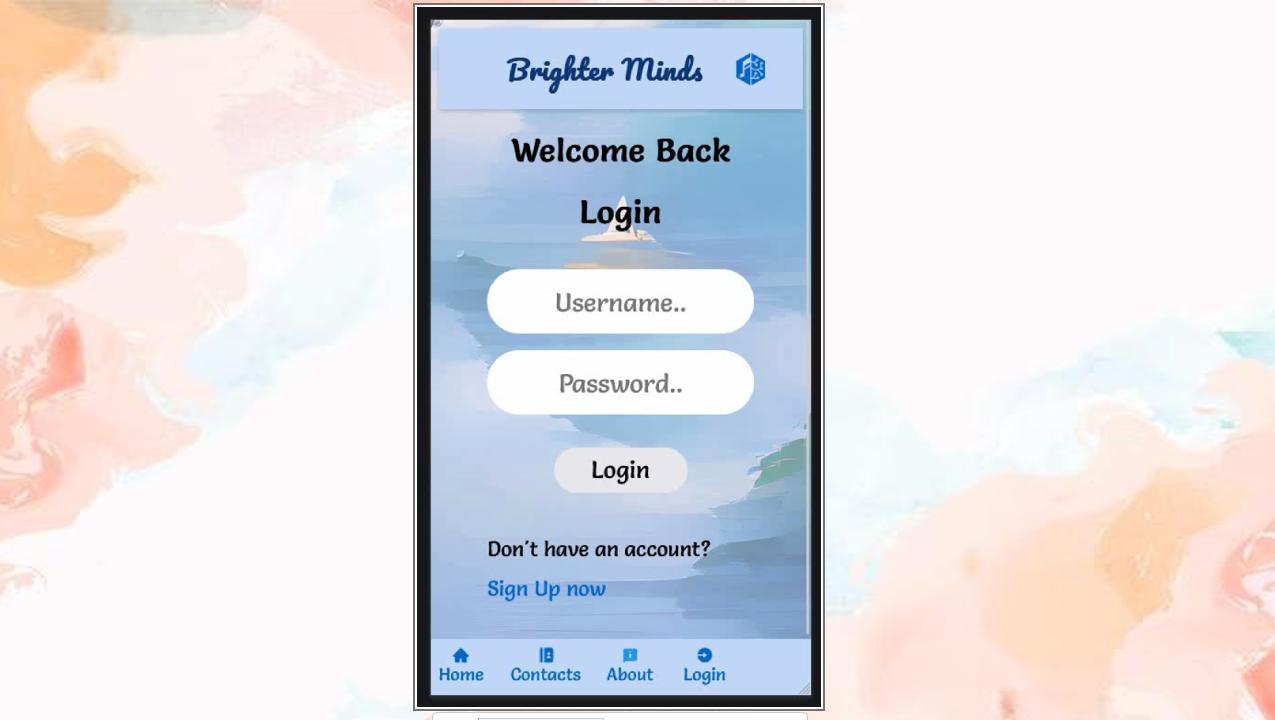 Brighter Minds
Welcome Back
Login
Username..
Password..
Login
Don't have an account?
Sign Up now
Home Contacts About Login